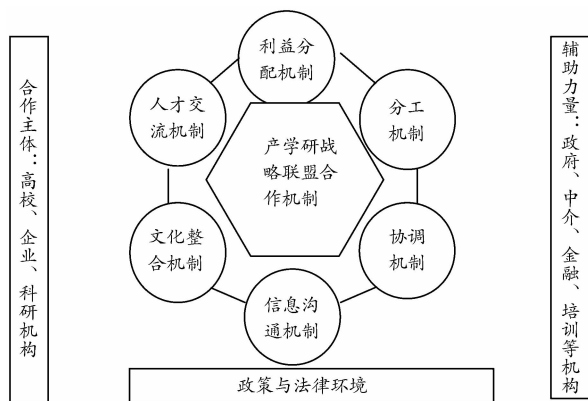 合作主体：高校、企业、科研机构
利益分
配机制
人才交
流机制
分工
机制
产学研战
略联盟合
作机制
文化整
合机制
协调
机制
信息沟
通机制
辅助力量：政府、中介、金融、培训等机构
政策与法律环境